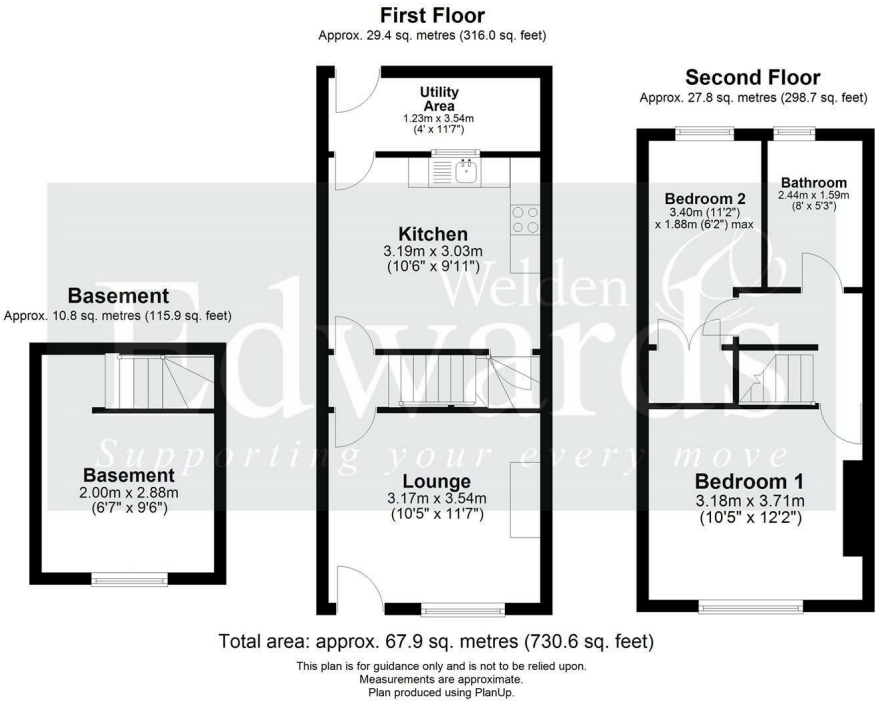 First Floor
Approx. 29.4 sq. metres (316.0 sq. feet)
Utility
Area
1.23m x 3.54m
(4' x 11'7")
Kitchen
3.19m x 3.03m
(10'6" x 9'11")
Lounge
3.17m x 3.54m
(10'5" x 11'7")
Second Floor
Approx. 27.8 sq. metres (298.7 sq. feet)
Bedroom 2
3.40m (11'2")
x 1.88m (6'2") max
Bathroom
2.44m x 1.59m
(8' x 5'3")
Bedroom 1
3.18m x 3.71m
(10'5" x 12'2")
Basement
Approx. 10.8 sq. metres (115.9 sq. feet)
Basement
2.00m x 2.88m
(6'7" x 9'6")
Welden
Edwards
Supporting your every move
Total area: approx. 67.9 sq. metres (730.6 sq. feet)
This plan is for guidance only and is not to be relied upon.
Measurements are approximate.
Plan produced using PlanUp.